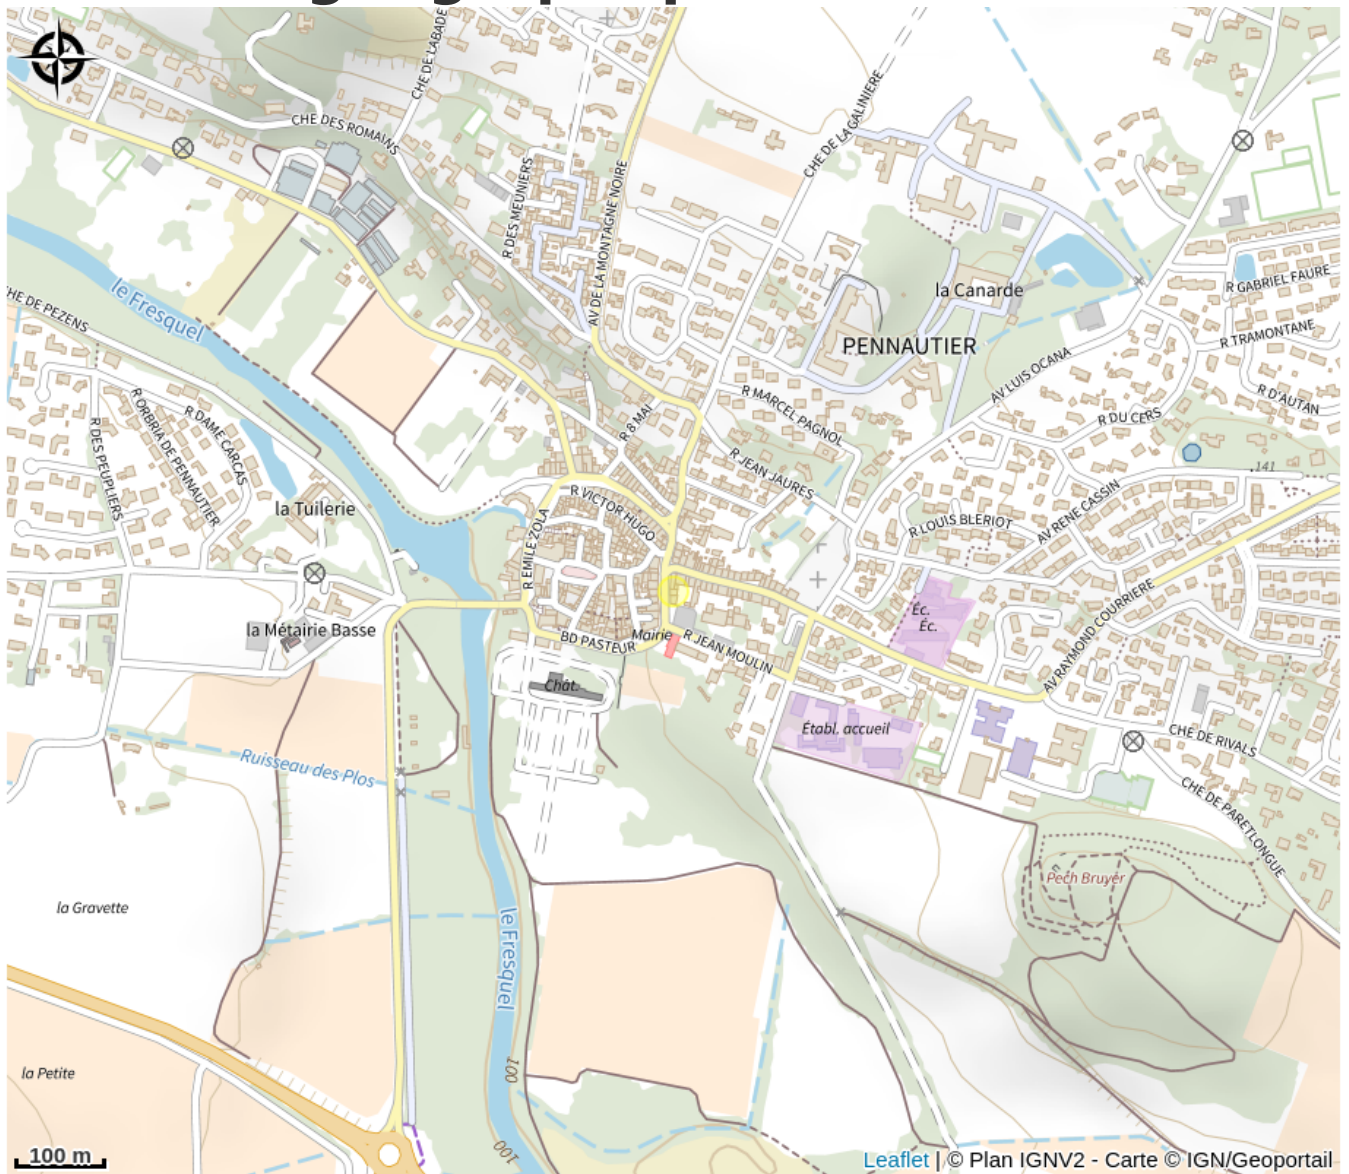 CHE DE LABADE
CHE DES ROMAINS
CHE DE LA GALINIERE
R DES MEUNIERS
AV DE LA MONTAGNE NOIRE
le Fresquel
la Canarde
R GABRIEL FAURE
CHE DE PEZENS
R TRAMONTANE
PENNAUTIER
AV LUIS OCANA
R D'AUTAN
R ORBRIA DE PENNAUTIER
R DAME CARCAS
R MARCEL PAGNOL
R DU CERS
R 8 MAI
R DES PEUPLIERS
R JEAN JAURES
141
la Tuilerie
R VICTOR HUGO
R EMILE ZOLA
R LOUIS BLERIOT
AV RENE CASSIN
Éc.
Éc.
la Métairie Basse
BD PASTEUR
Mairie
R JEAN MOULIN
AV RAYMOND COURRIERE
Chât.
Établ. accueil
CHE DE RIVALS
Ruisseau des Plos
CHE DE PARETLONGUE
Pech Bruyer
la Gravette
le Fresquel
100
la Petite
100
100 m
Leaflet | © Plan IGNV2 - Carte © IGN/Geoportail